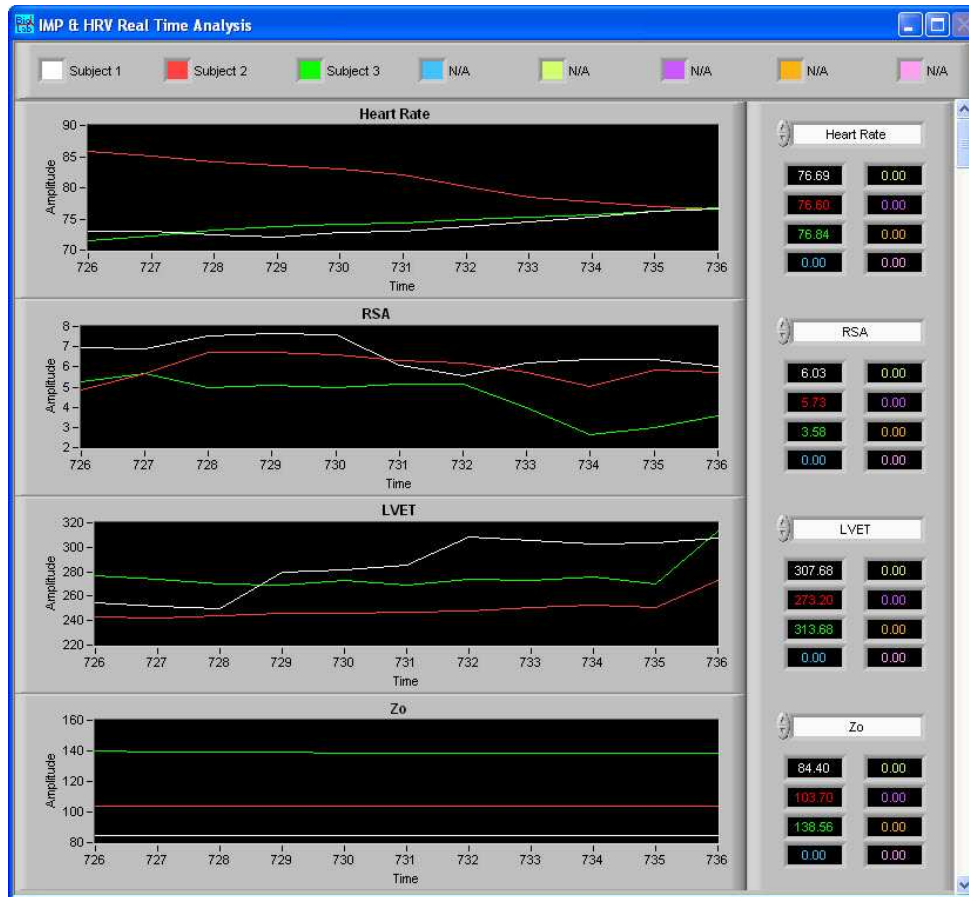 Bio Lab IMP & HRV Real Time Analysis
Subject 1 Subject 2 Subject 3 N/A N/A N/A N/A N/A
Heart Rate
90
85
80
75
70
Amplitude
726 727 728 729 730 731 732 733 734 735 736
Time
Heart Rate
76.69 0.00
76.60 0.00
76.84 0.00
0.00 0.00
RSA
8
7
6
5
4
3
2
Amplitude
726 727 728 729 730 731 732 733 734 735 736
Time
RSA
6.03 0.00
5.73 0.00
3.58 0.00
0.00 0.00
LVET
320
300
280
260
240
220
Amplitude
726 727 728 729 730 731 732 733 734 735 736
Time
LVET
307.68 0.00
273.20 0.00
313.68 0.00
0.00 0.00
Zo
160
140
120
100
80
Amplitude
726 727 728 729 730 731 732 733 734 735 736
Time
Zo
84.40 0.00
103.70 0.00
138.56 0.00
0.00 0.00